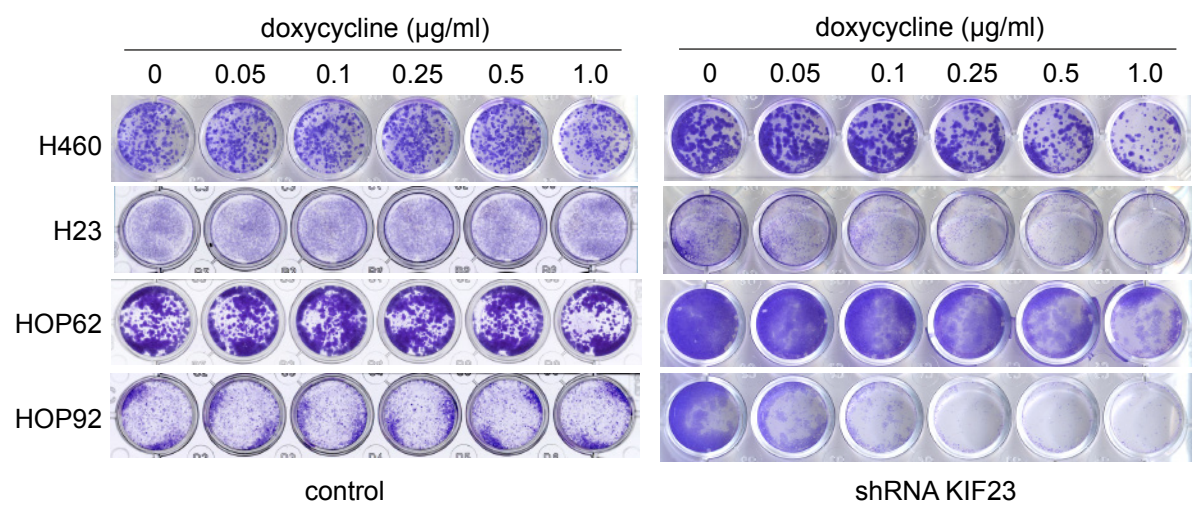 doxycycline (µg/ml)
0 0.05 0.1 0.25 0.5 1.0
doxycycline (µg/ml)
0 0.05 0.1 0.25 0.5 1.0
H460
H23
HOP62
HOP92
control
shRNA KIF23